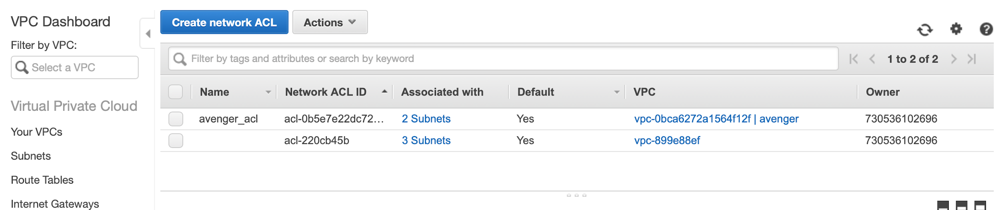 VPC Dashboard
Filter by VPC:
Select a VPC
Virtual Private Cloud
Your VPCs
Subnets
Route Tables
Internet Gateways
Create network ACL Actions
Filter by tags and attributes or search by keyword 1 to 2 of 2
Name Network ACL ID Associated with Default VPC Owner
avenger_acl acl-0b5e7e22dc72... 2 Subnets Yes vpc-0bca6272a1564f12f | avenger 730536102696
acl-220cb45b 3 Subnets Yes vpc-899e88ef 730536102696